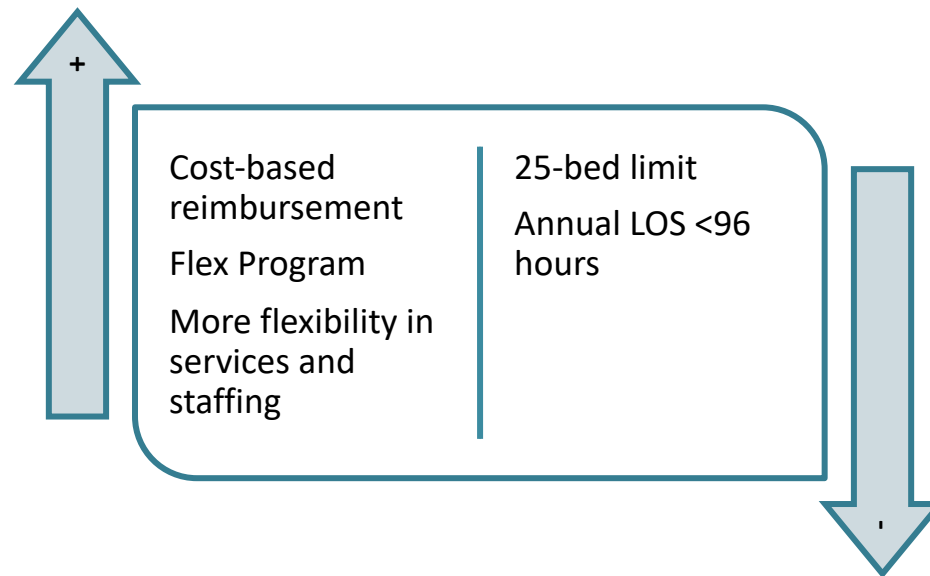 +
Cost-based
reimbursement
Flex Program
More flexibility in
services and
staffing
25-bed limit
Annual LOS <96
hours
-